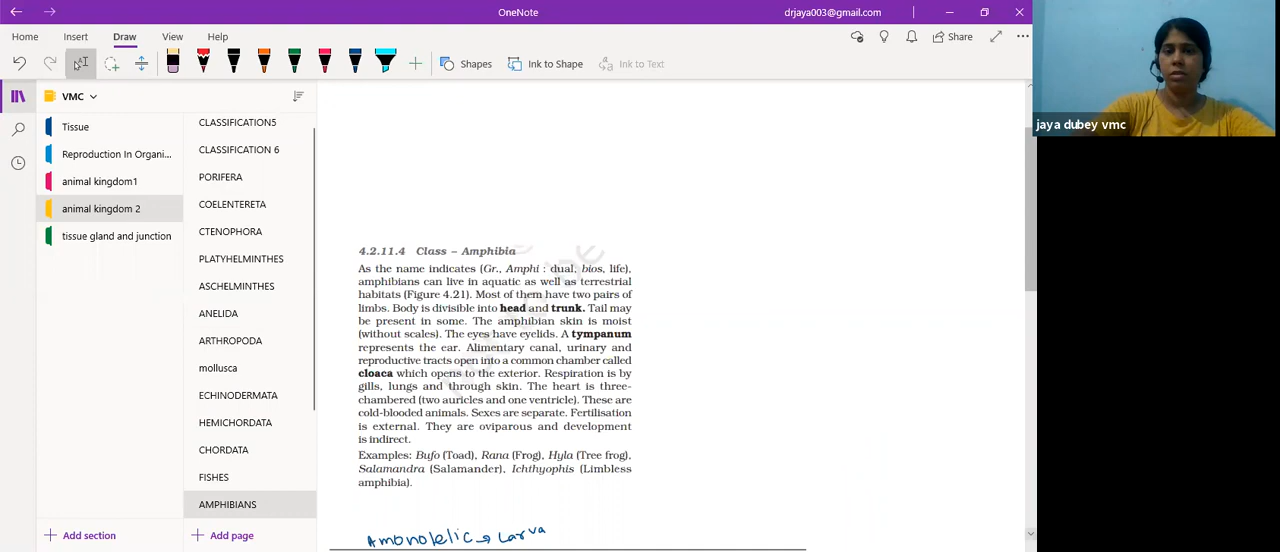 OneNote
drjaya003@gmail.com
Home Insert Draw View Help
Share
Shapes
Ink to Shape
Ink to Text
VMC
Tissue
Reproduction In Organi...
animal kingdom1
animal kingdom 2
tissue gland and junction
Add section
CLASSIFICATION5
CLASSIFICATION 6
PORIFERA
COELENTERETA
CTENOPHORA
PLATYHELMINTHES
ASCHELMINTHES
ANELIDA
ARTHROPODA
mollusca
ECHINODERMATA
HEMICHORDATA
CHORDATA
FISHES
AMPHIBIANS
Add page
4.2.11.4 Class – Amphibia
As the name indicates (Gr., Amphi : dual, bios, life),
amphibians can live in aquatic as well as terrestrial
habitats (Figure 4.21). Most of them have two pairs of
limbs. Body is divisible into head and trunk. Tail may
be present in some. The amphibian skin is moist
(without scales). The eyes have eyelids. A tympanum
represents the ear. Alimentary canal, urinary and
reproductive tracts open into a common chamber called
cloaca which opens to the exterior. Respiration is by
gills, lungs and through skin. The heart is three-
chambered (two auricles and one ventricle). These are
cold-blooded animals. Sexes are separate. Fertilisation
is external. They are oviparous and development
is indirect.
Examples: Bufo (Toad), Rana (Frog), Hyla (Tree frog),
Salamandra (Salamander), Ichthyophis (Limbless
amphibia).
Larva
jaya dubey vmc